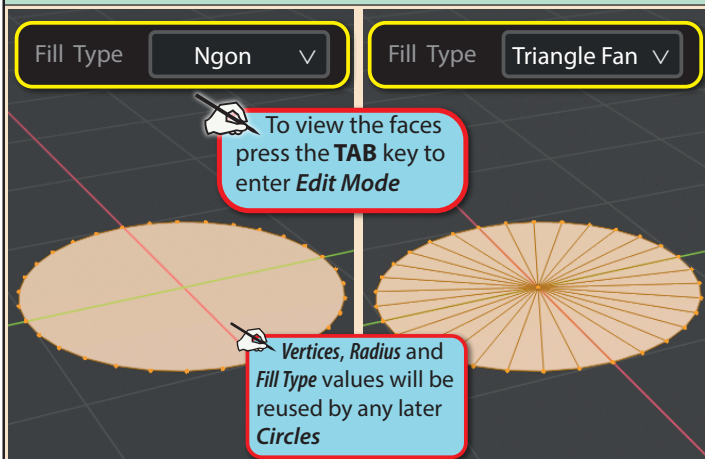 Fill Type Ngon
Fill Type Triangle Fan
To view the faces
press the TAB key to
enter Edit Mode
Vertices, Radius and
Fill Type values will be
reused by any later
Circles